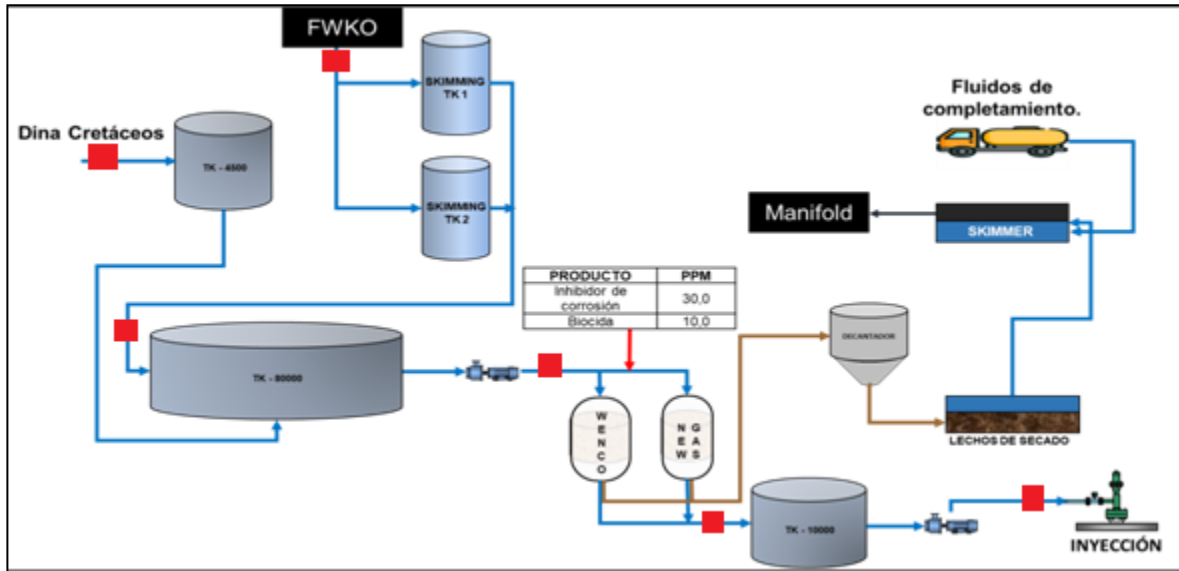 FWKO
SKIMMING
TK 1
Dina Cretáceos
TK - 4500
SKIMMING
TK 2
Fluidos de
completamiento.
Manifold
SKIMMER
PRODUCTO PPM
Inhibidor de
corrosión 30,0
Biocida 10,0
DECANTADOR
TK - 80000
WENCO
NEW
GAS
LECHOS DE SECADO
TK - 10000
INYECCIÓN